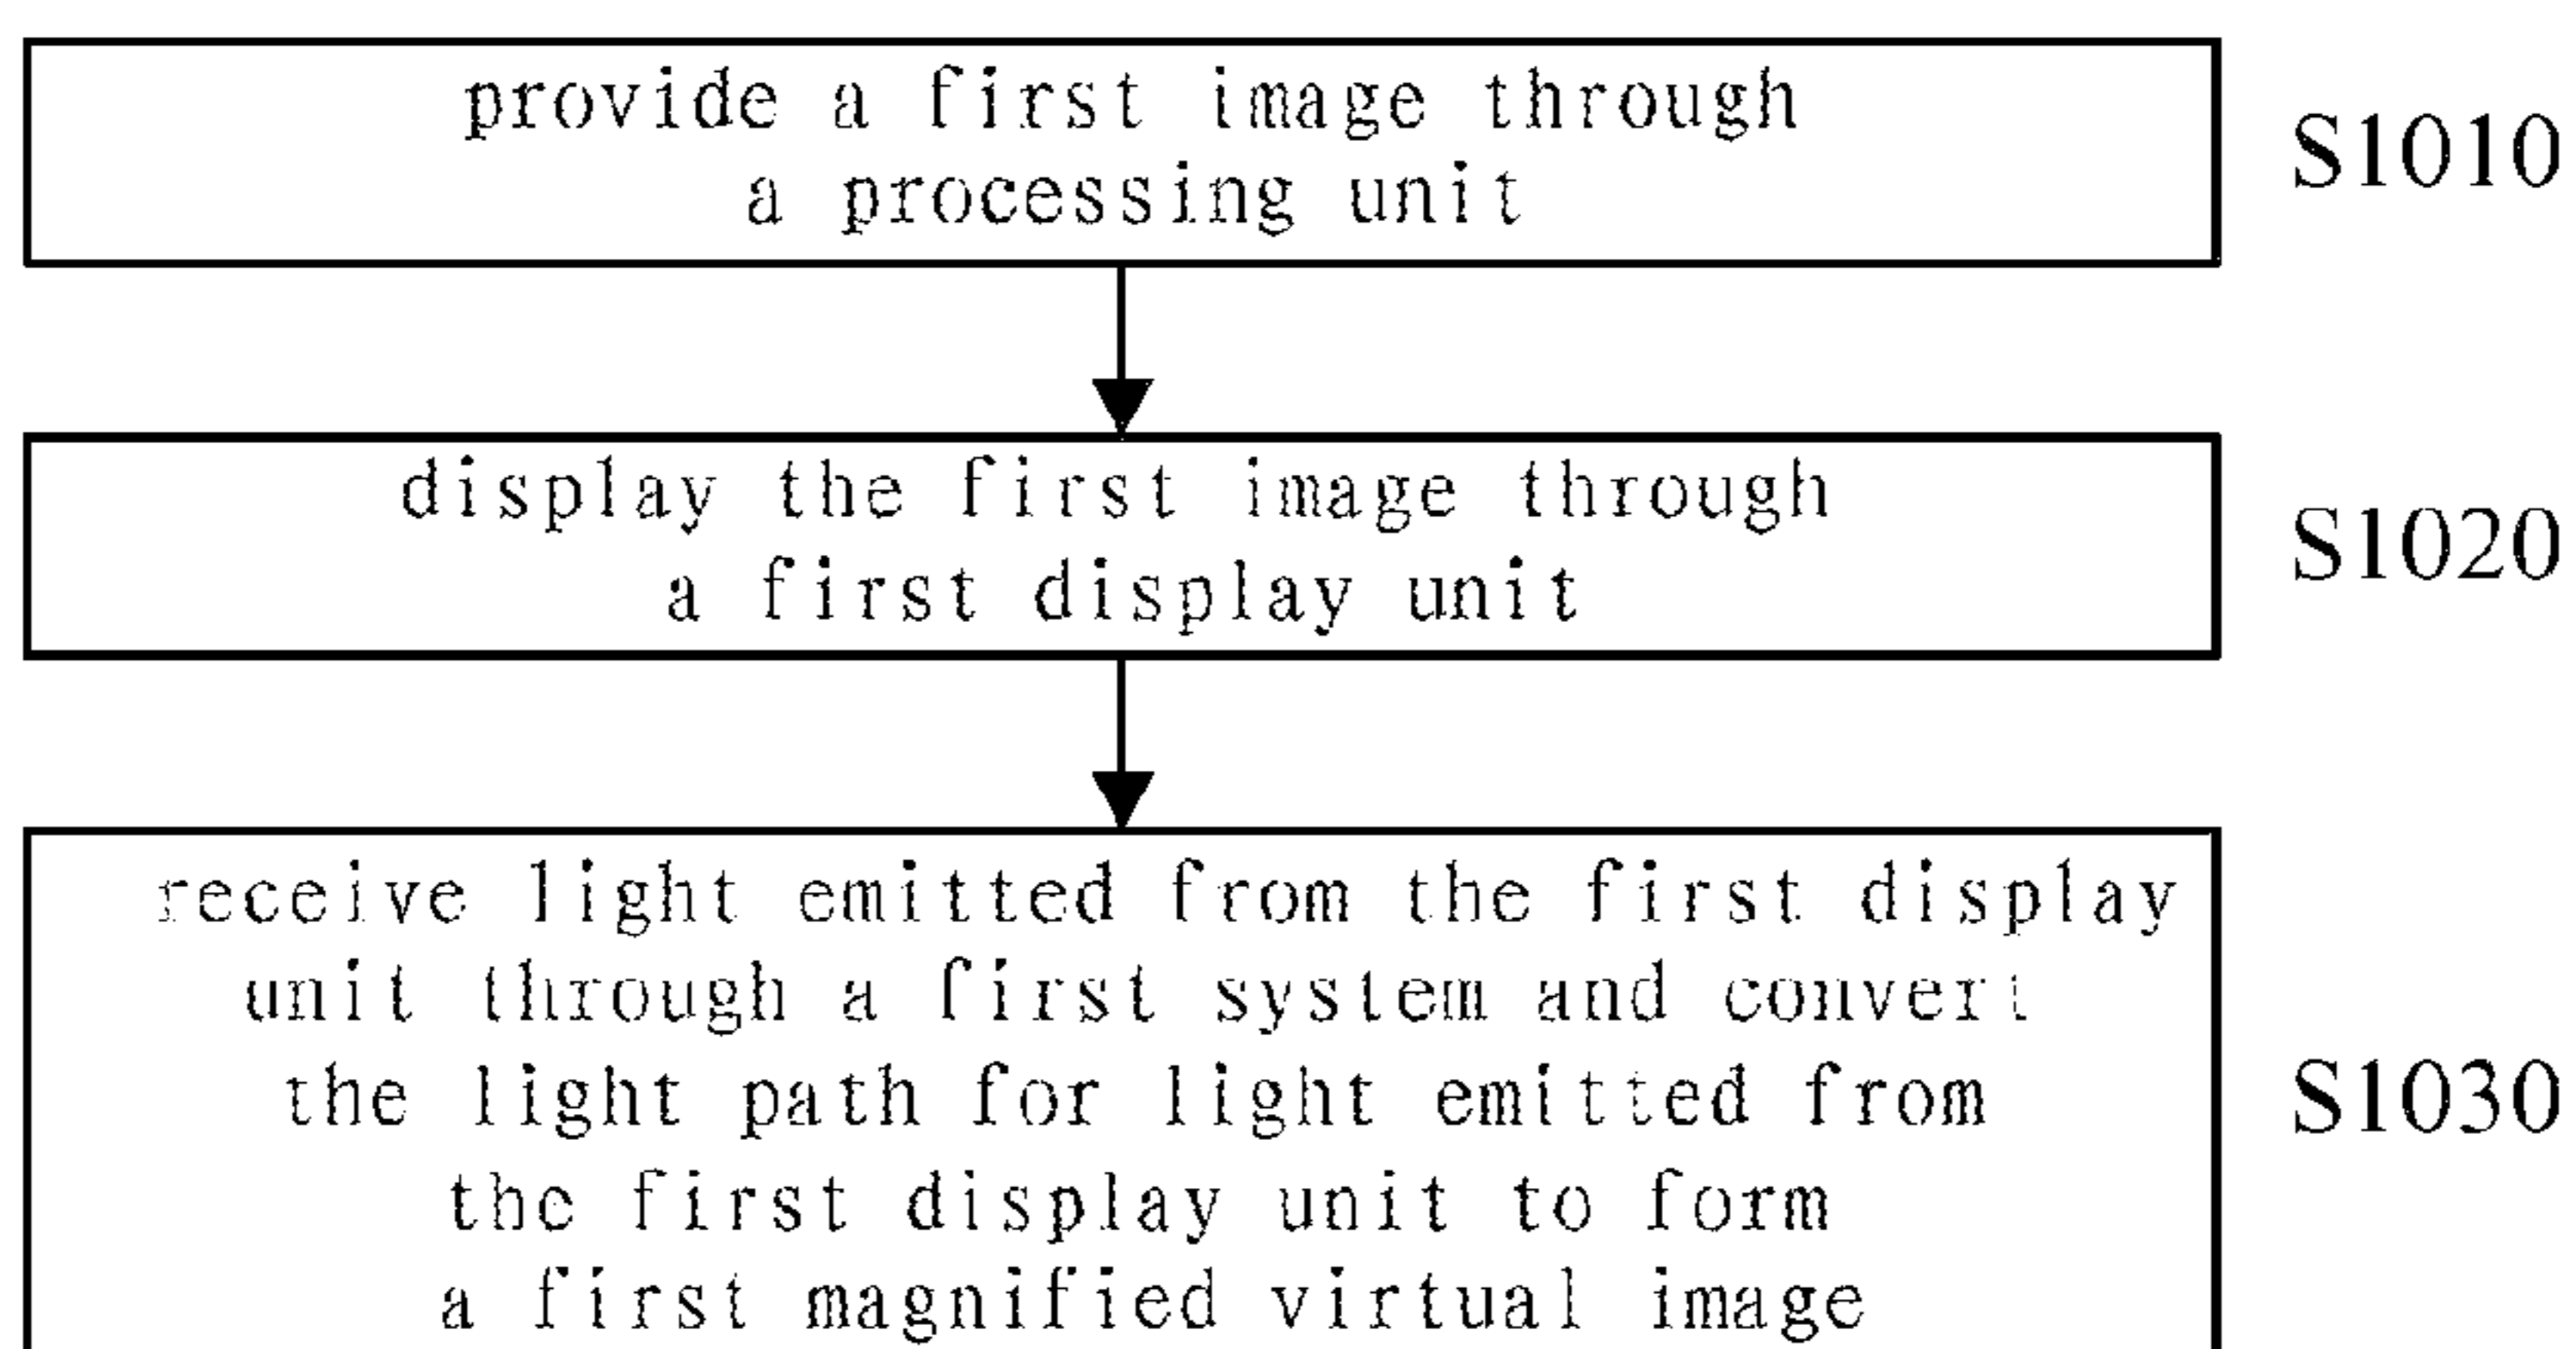 provide a first image through
a processing unit
S1010
display the first image through
a first display unit
S1020
receive light emitted from the first display
unit through a first system and convert
the light path for light emitted from
the first display unit to form
a first magnified virtual image
S1030